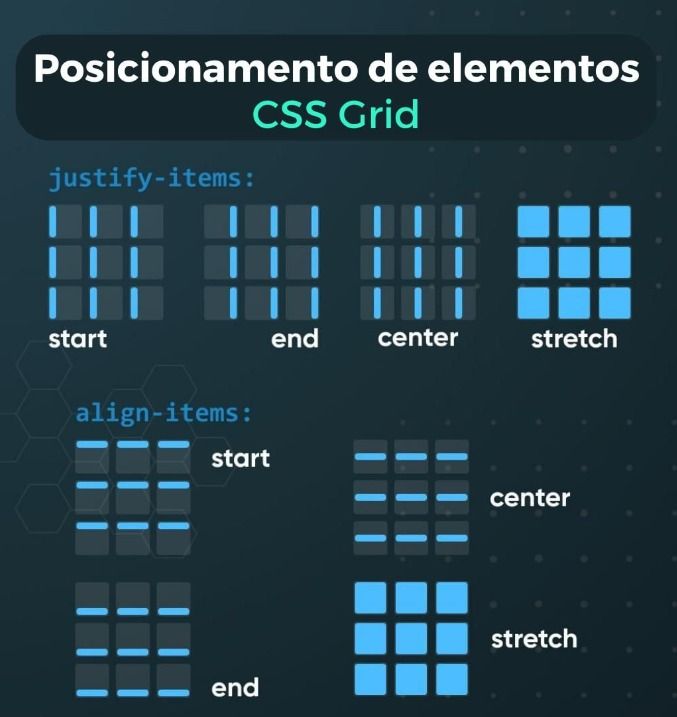 Posicionamento de elementos
CSS Grid
justify-items:
start
end
center
stretch
align-items:
start
center
end
stretch